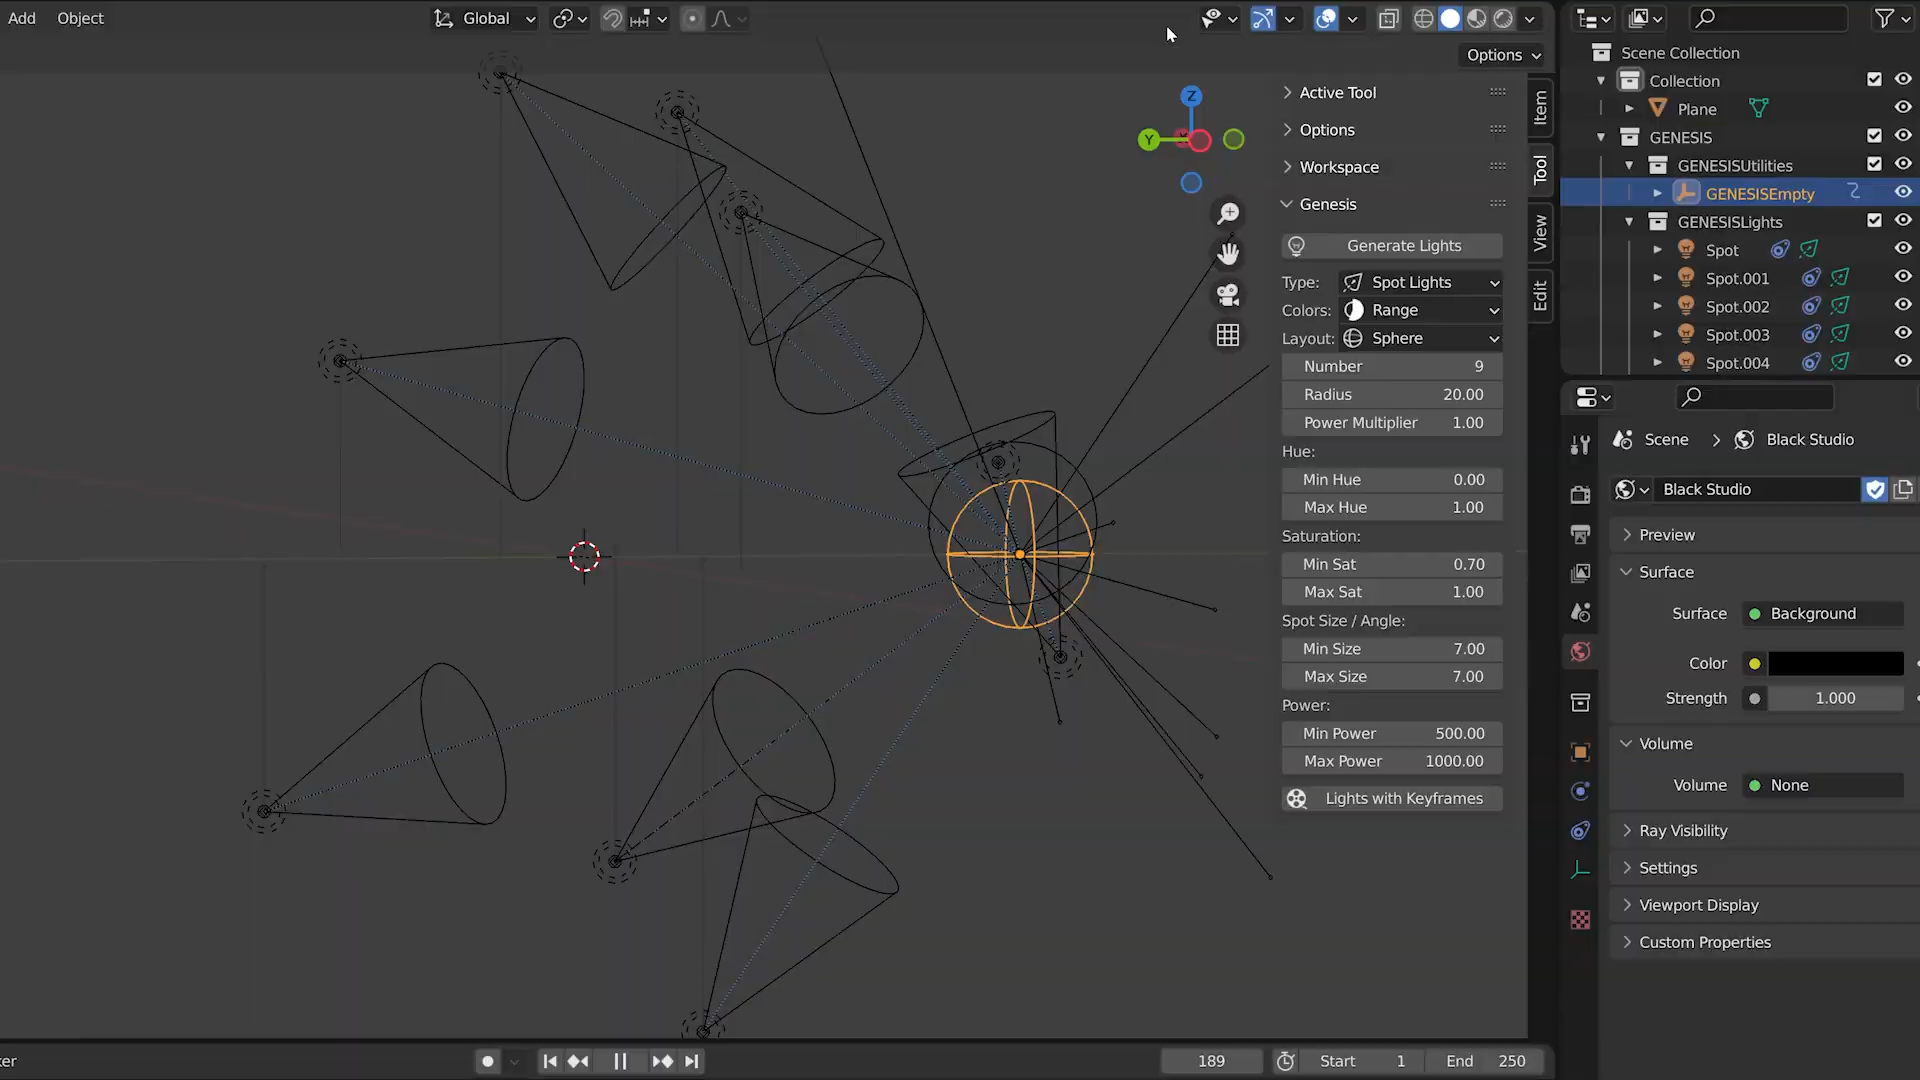 Add
Object
Global
Options
Z
Y
Active Tool
Options
Workspace
Genesis
Generate Lights
Type:
Spot Lights
Colors:
Range
Layout:
Sphere
Number 9
Radius 20.00
Power Multiplier 1.00
Hue:
Min Hue 0.00
Max Hue 1.00
Saturation:
Min Sat 0.70
Max Sat 1.00
Spot Size / Angle:
Min Size 7.00
Max Size 7.00
Power:
Min Power 500.00
Max Power 1000.00
Lights with Keyframes
Item
Tool
View
Edit
Scene Collection
Collection
Plane
GENESIS
GENESISUtilities
GENESISEmpty
GENESISLights
Spot
Spot.001
Spot.002
Spot.003
Spot.004
Scene
Black Studio
Black Studio
Preview
Surface
Surface
Background
Color
Strength
1.000
Volume
Volume
None
Ray Visibility
Settings
Viewport Display
Custom Properties
ker
189
Start 1
End 250